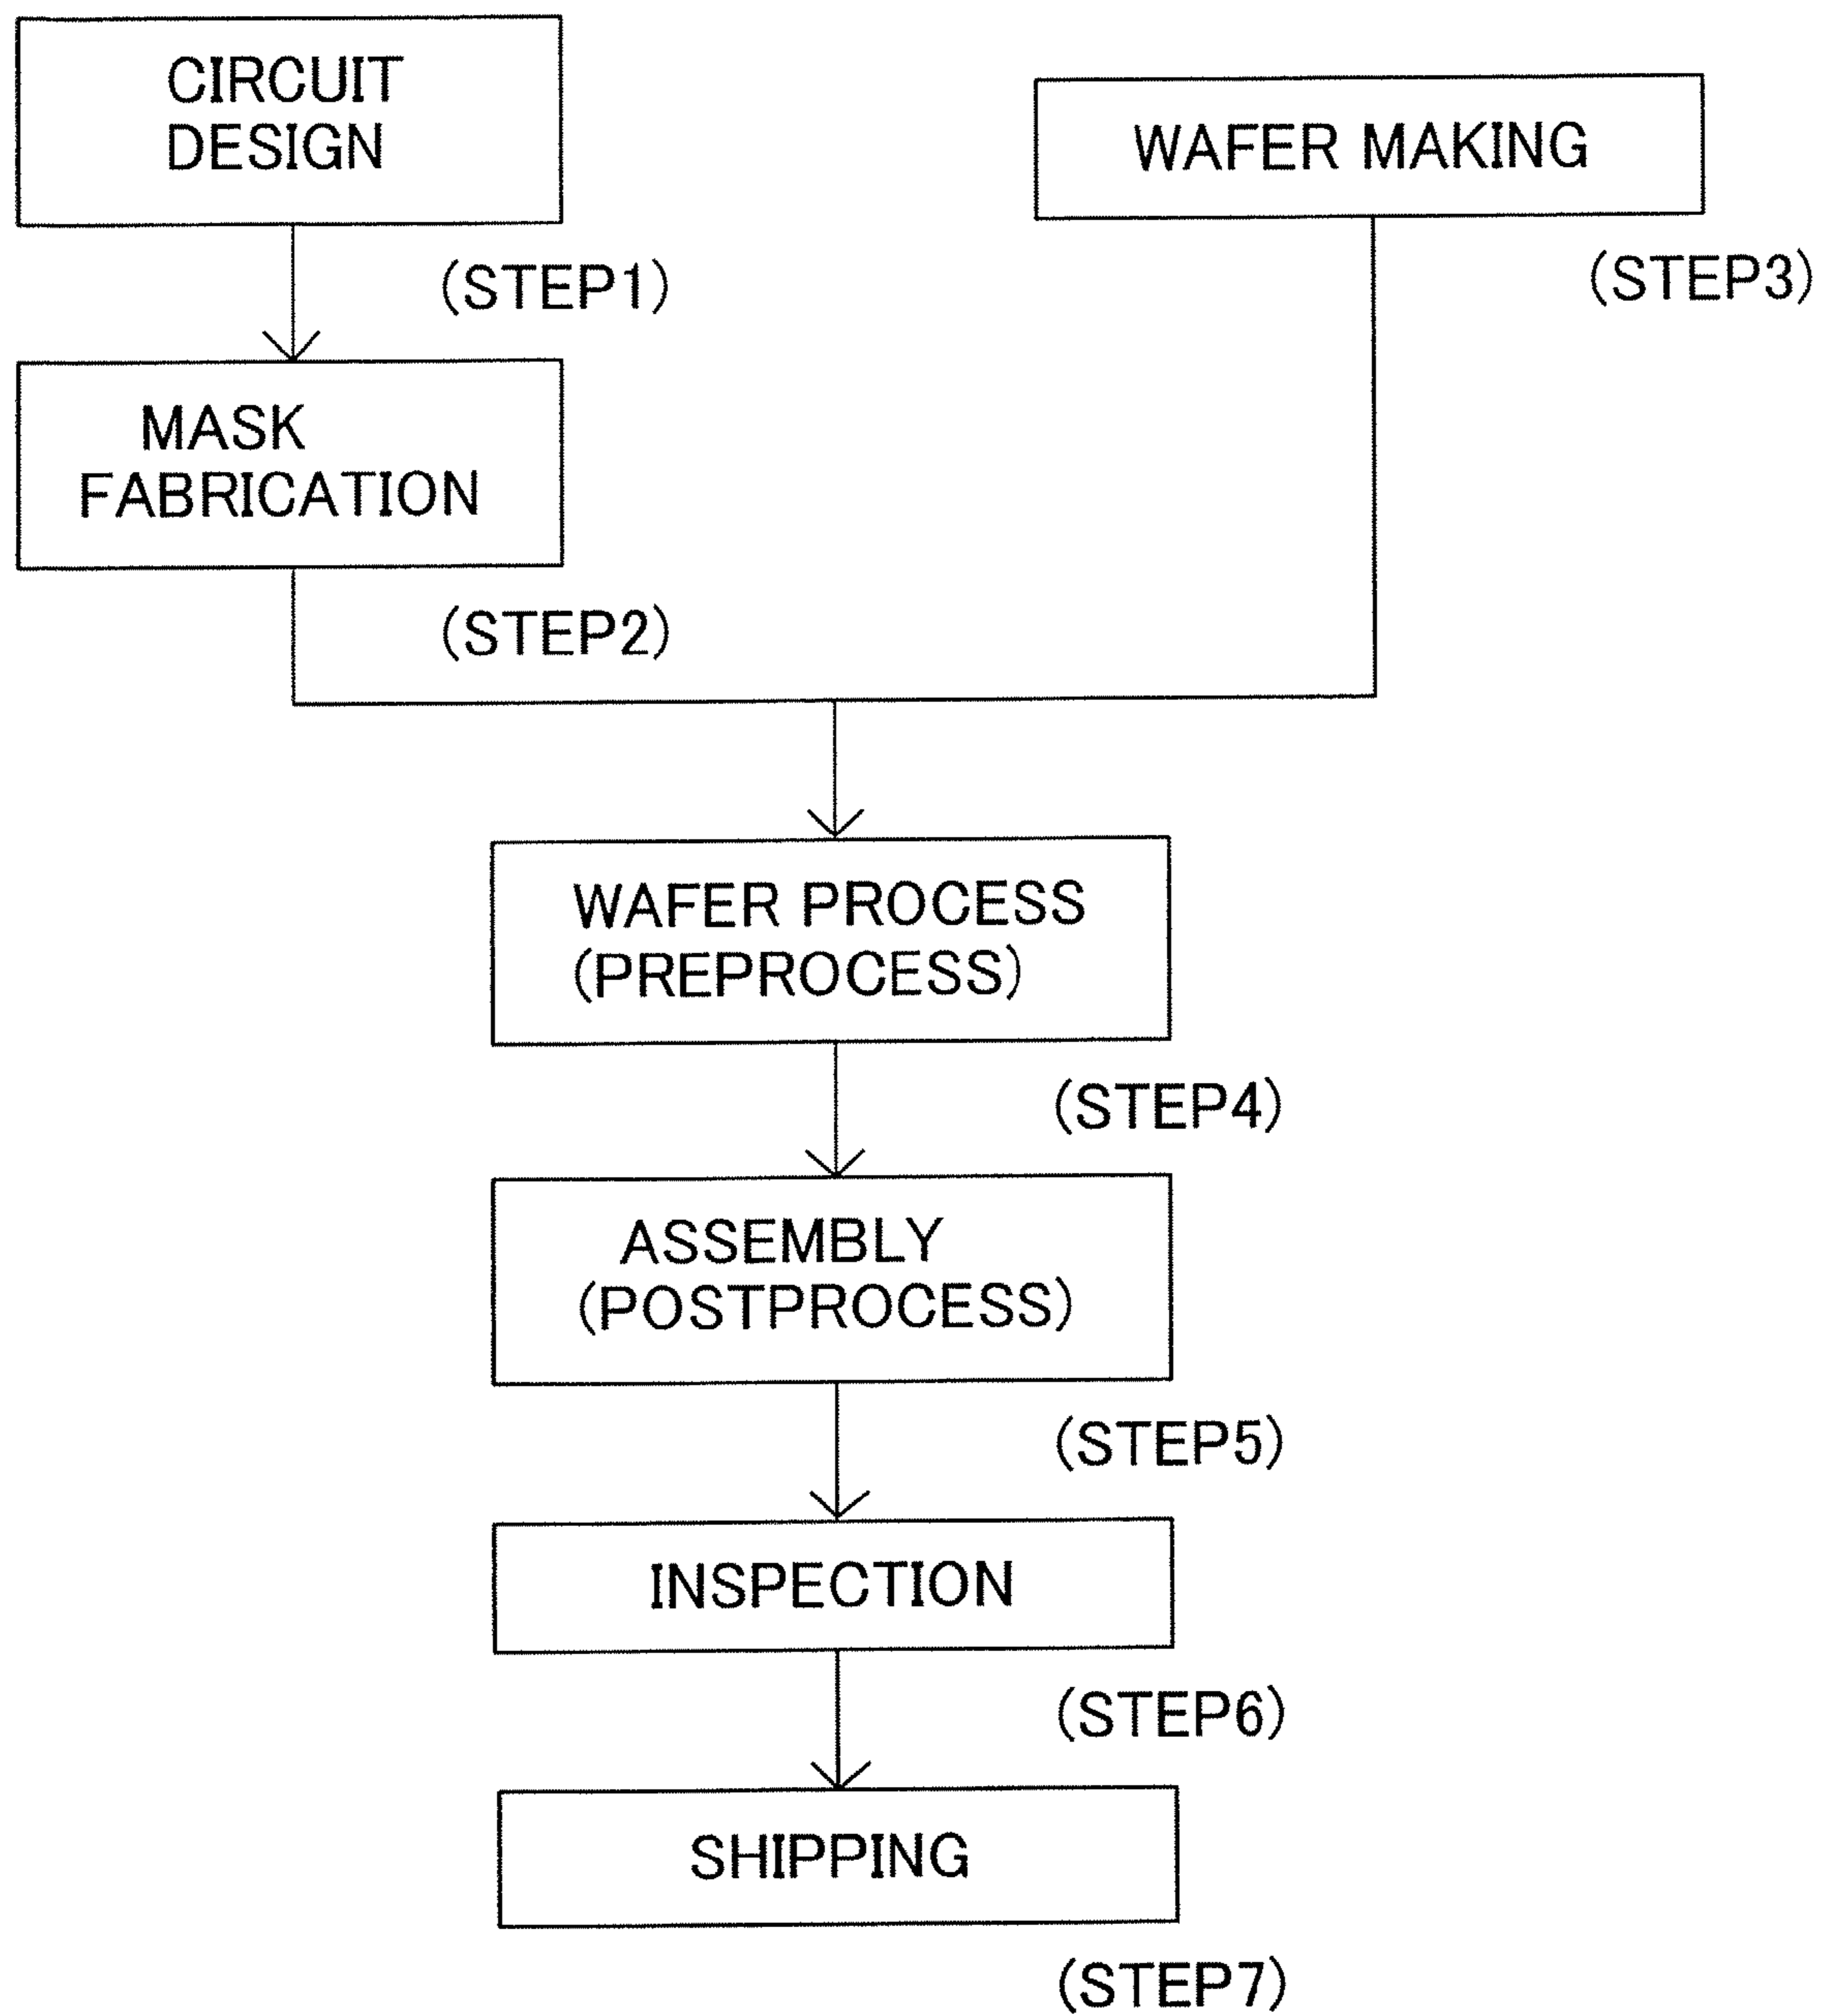 CIRCUIT
DESIGN
(STEP1)
MASK
FABRICATION
(STEP2)
WAFER MAKING
(STEP3)
WAFER PROCESS
(PREPROCESS)
(STEP4)
ASSEMBLY
(POSTPROCESS)
(STEP5)
INSPECTION
(STEP6)
SHIPPING
(STEP7)